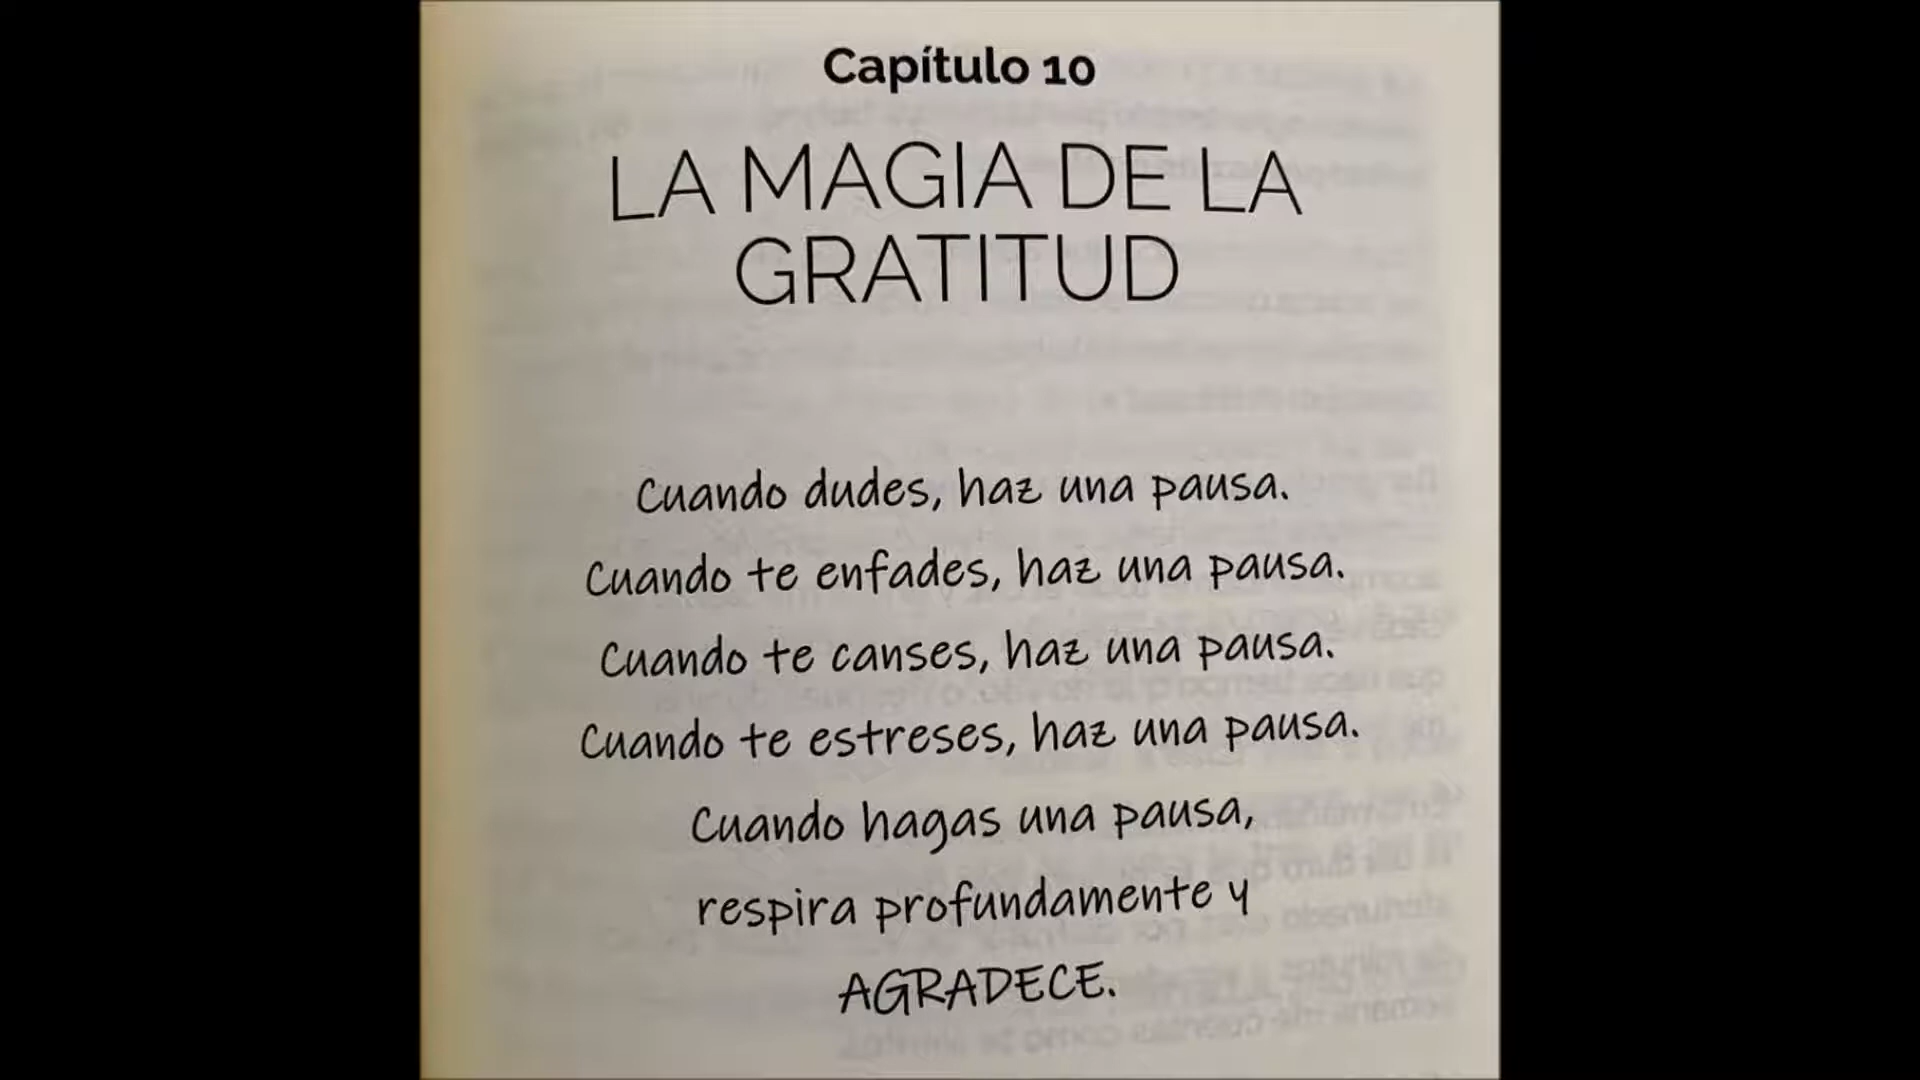 Capítulo 10
LA MAGIA DE LA
GRATITUD
Cuando dudes, haz una pausa.
Cuando te enfades, haz una pausa.
Cuando te canses, haz una pausa.
Cuando te estreses, haz una pausa.
Cuando hagas una pausa,
respira profundamente y
AGRADECE.